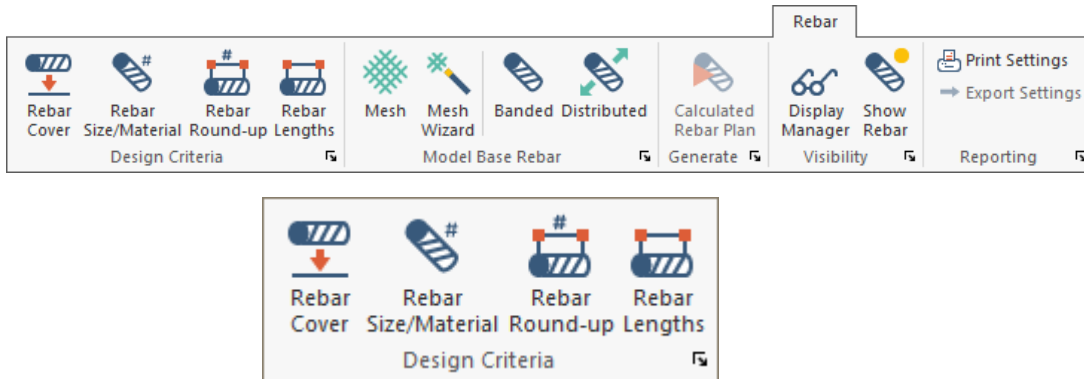 Rebar
Rebar Cover
Rebar Size/Material
# Rebar Round-up
Rebar Lengths
Mesh
Mesh Wizard
Banded
Distributed
Calculated Rebar Plan
Display Manager
Show Rebar
Print Settings
Export Settings
Design Criteria
Model Base Rebar
Generate
Visibility
Reporting
Rebar Cover
# Rebar Size/Material
# Rebar Round-up
Rebar Lengths
Design Criteria